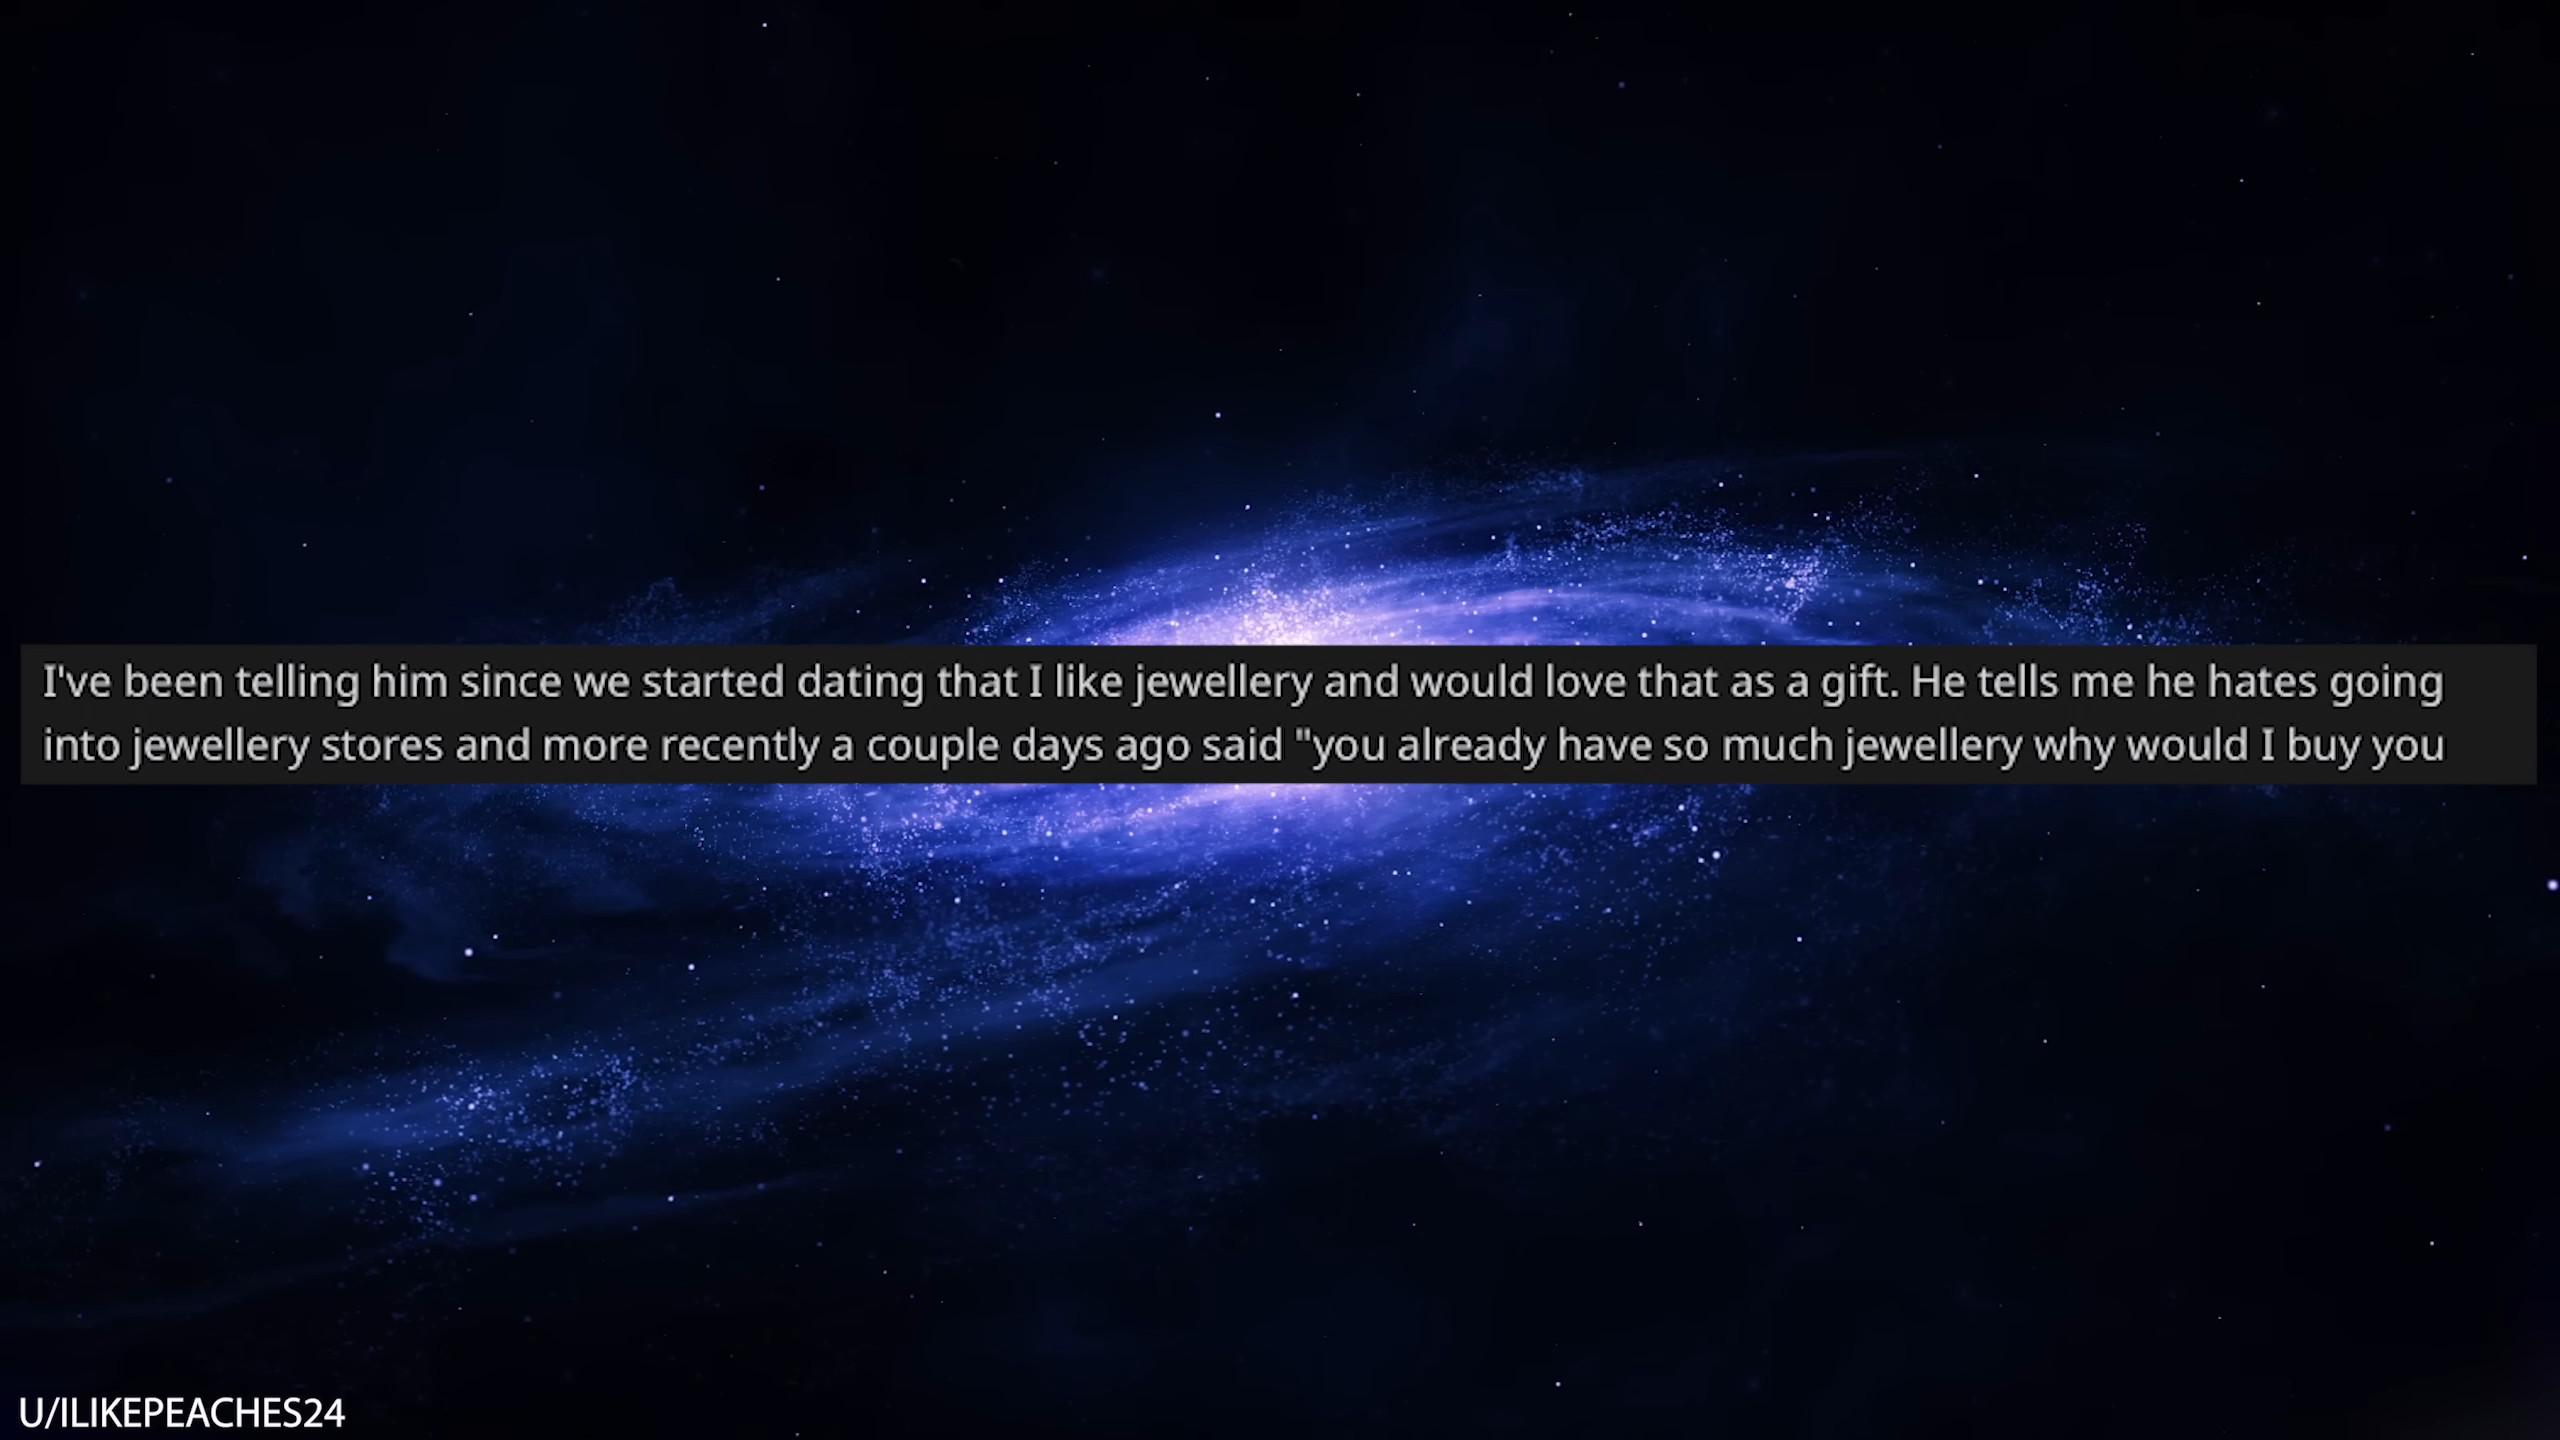 I've been telling him since we started dating that I like jewellery and would love that as a gift. He tells me he hates going
into jewellery stores and more recently a couple days ago said "you already have so much jewellery why would I buy you
U/ILIKEPEACHES24